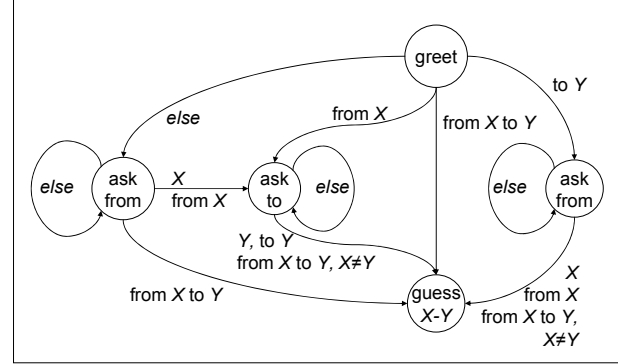 greet
to Y
else
from X
from X to Y
else
ask
from
X
from X
ask
to
else
else
ask
from
Y, to Y
from X to Y, X≠Y
from X to Y
guess
X-Y
X
from X
from X to Y,
X≠Y